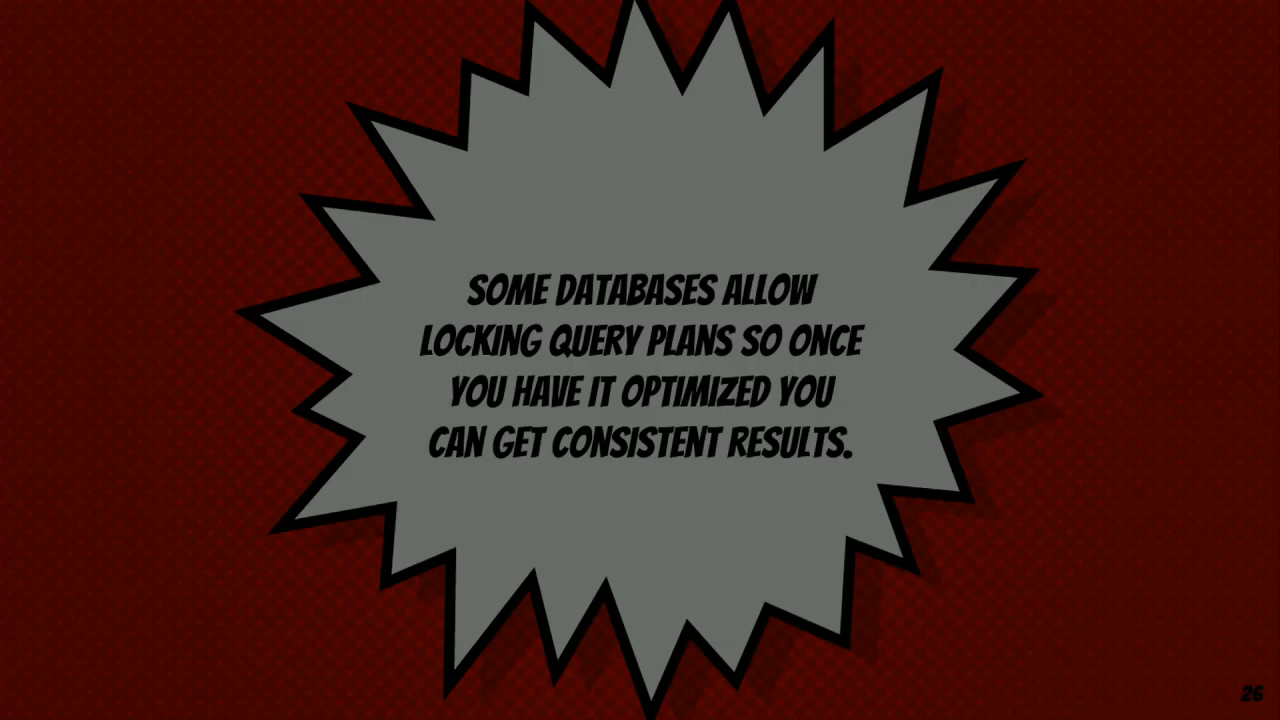 SOME DATABASES ALLOW
LOCKING QUERY PLANS SO ONCE
YOU HAVE IT OPTIMIZED YOU
CAN GET CONSISTENT RESULTS.
26